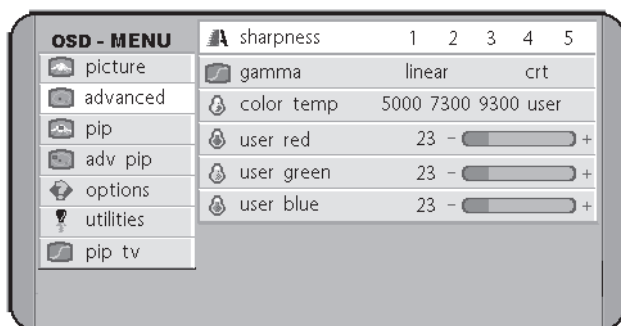 OSD - MENU
picture
advanced
pip
adv pip
options
utilities
pip tv
sharpness 1 2 3 4 5
gamma linear crt
color temp 5000 7300 9300 user
user red 23 - +
user green 23 - +
user blue 23 - +